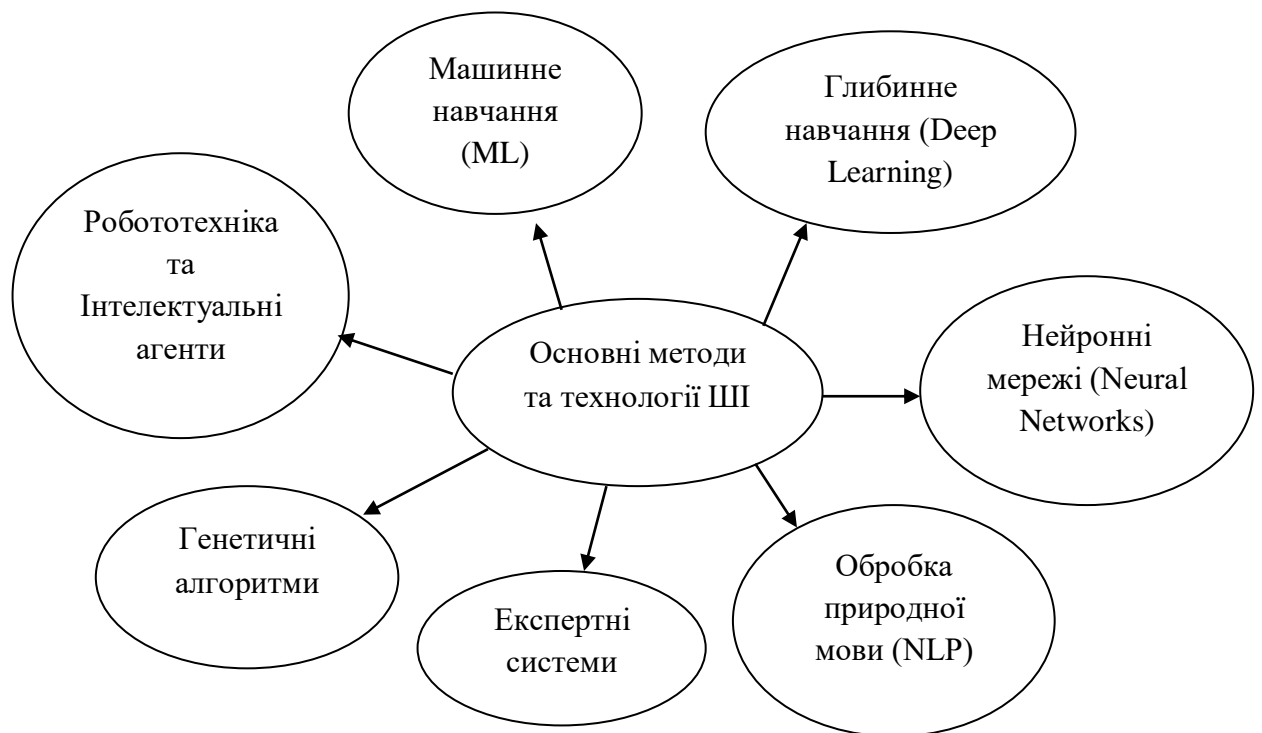 Машинне
навчання
(ML)
Глибинне
навчання (Deep
Learning)
Робототехніка
та
Інтелектуальні
агенти
Основні методи
та технології ШІ
Нейронні
мережі (Neural
Networks)
Генетичні
алгоритми
Експертні
системи
Обробка
природної
мови (NLP)